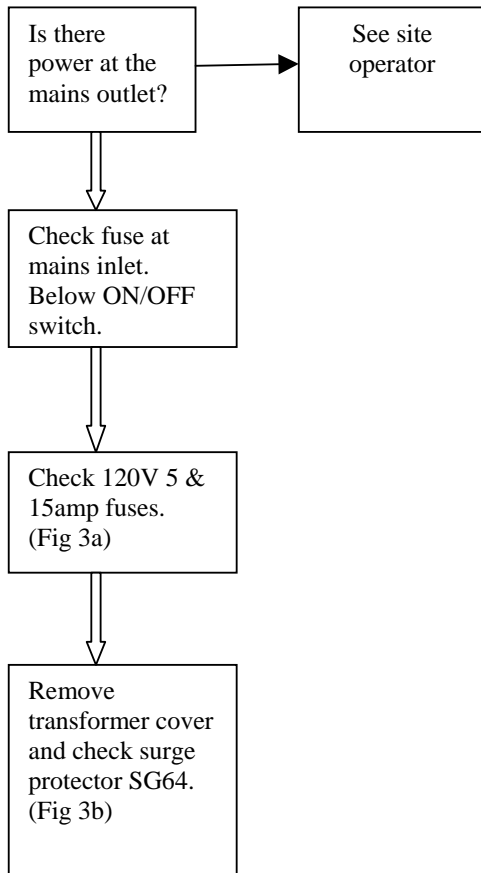 Is there
power at the
mains outlet?
See site
operator
Check fuse at
mains inlet.
Below ON/OFF
switch.
Check 120V 5 &
15amp fuses.
(Fig 3a)
Remove
transformer cover
and check surge
protector SG64.
(Fig 3b)